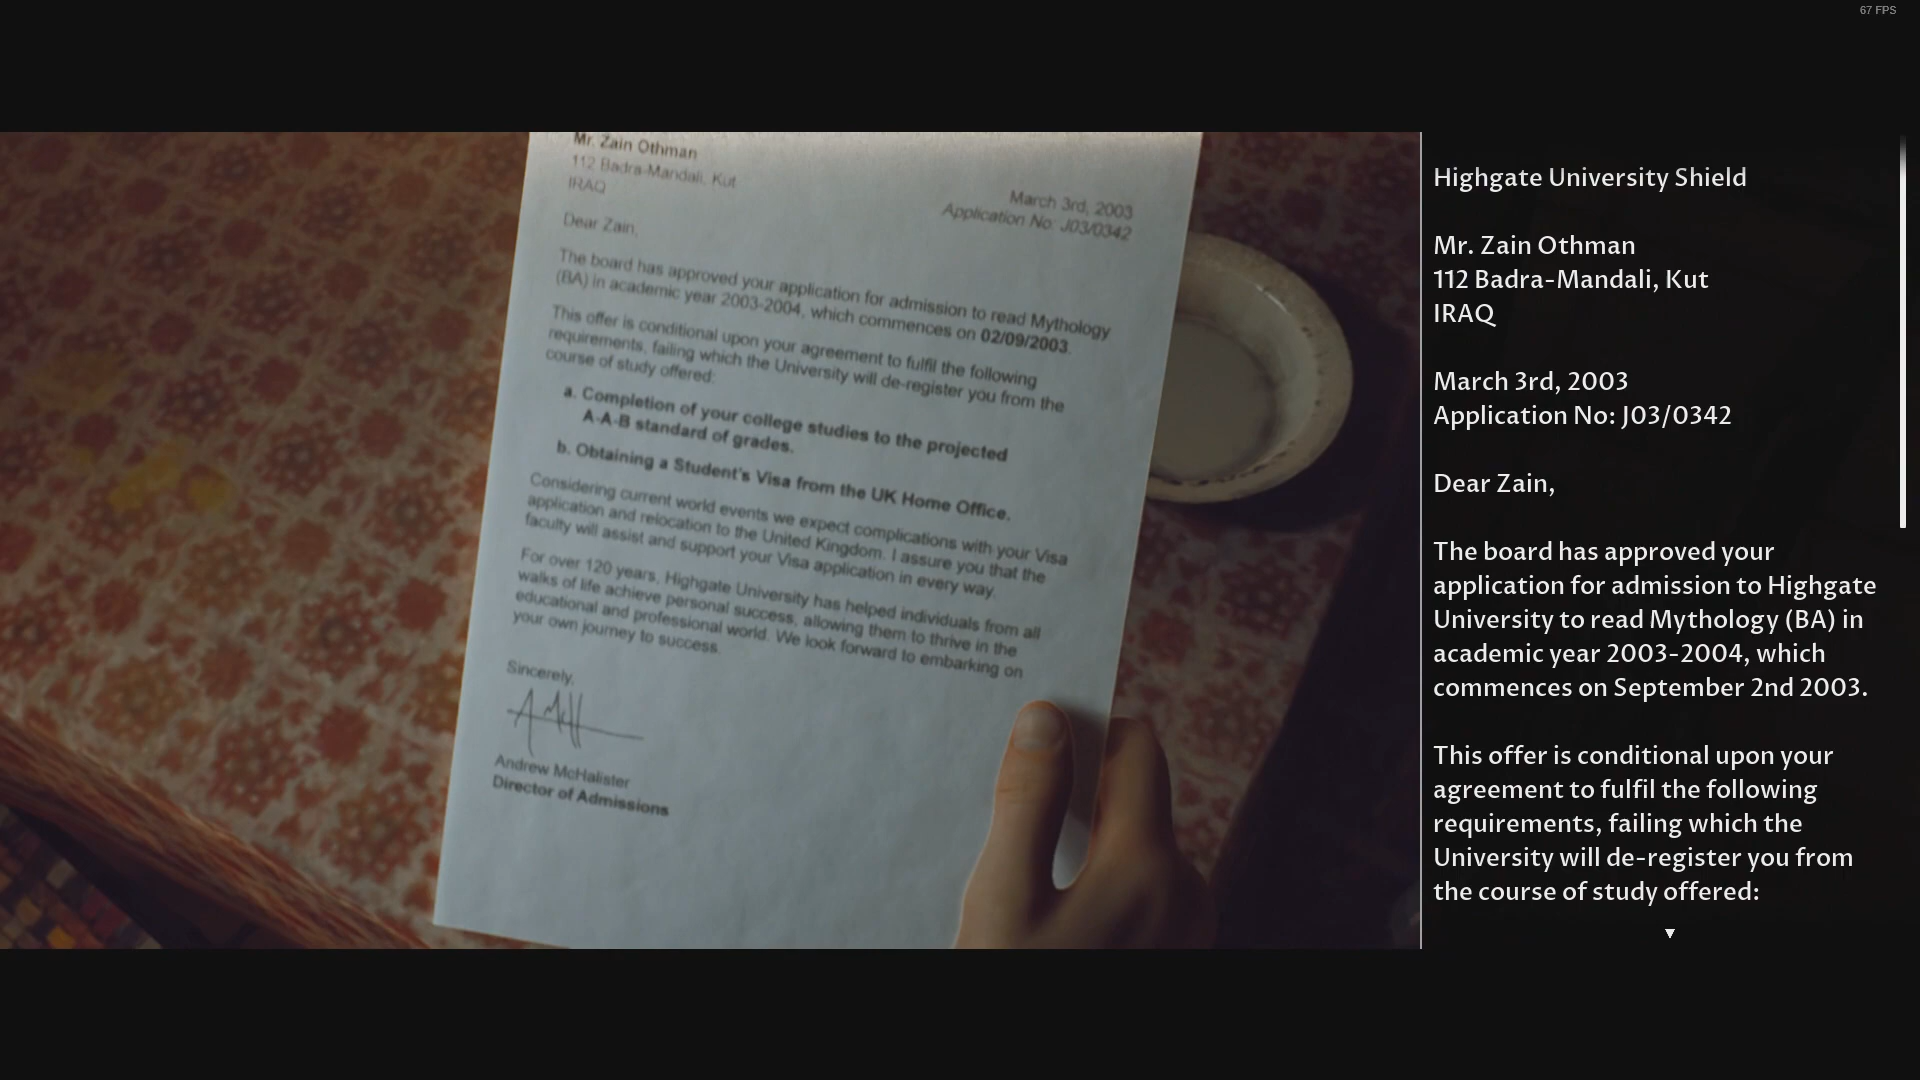 67 FPS
Mr. Zain Othman
112 Badra-Mandali, Kut
IRAQ
March 3rd, 2003
Application No: J03/0342
Dear Zain,
The board has approved your application for admission to read Mythology
(BA) in academic year 2003-2004, which commences on 02/09/2003.
This offer is conditional upon your agreement to fulfil the following
requirements, failing which the University will de-register you from the
course of study offered:
a. Completion of your college studies to the projected
A-A-B standard of grades.
b. Obtaining a Student's Visa from the UK Home Office.
Considering current world events we expect complications with your Visa
application and relocation to the United Kingdom. I assure you that the
faculty will assist and support your Visa application in every way.
For over 120 years, Highgate University has helped individuals from all
walks of life achieve personal success, allowing them to thrive in the
educational and professional world. We look forward to embarking on
your own journey to success.
Sincerely,
Andrew McHalister
Director of Admissions
Highgate University Shield
Mr. Zain Othman
112 Badra-Mandali, Kut
IRAQ
March 3rd, 2003
Application No: J03/0342
Dear Zain,
The board has approved your
application for admission to Highgate
University to read Mythology (BA) in
academic year 2003-2004, which
commences on September 2nd 2003.
This offer is conditional upon your
agreement to fulfil the following
requirements, failing which the
University will de-register you from
the course of study offered: